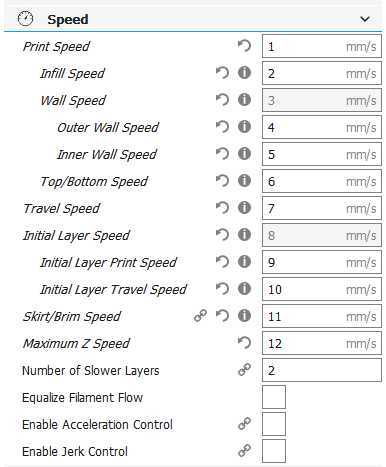 Speed
Print Speed 1 mm/s
Infill Speed 2 mm/s
Wall Speed 3 mm/s
Outer Wall Speed 4 mm/s
Inner Wall Speed 5 mm/s
Top/Bottom Speed 6 mm/s
Travel Speed 7 mm/s
Initial Layer Speed 8 mm/s
Initial Layer Print Speed 9 mm/s
Initial Layer Travel Speed 10 mm/s
Skirt/Brim Speed 11 mm/s
Maximum Z Speed 12 mm/s
Number of Slower Layers 2
Equalize Filament Flow
Enable Acceleration Control
Enable Jerk Control